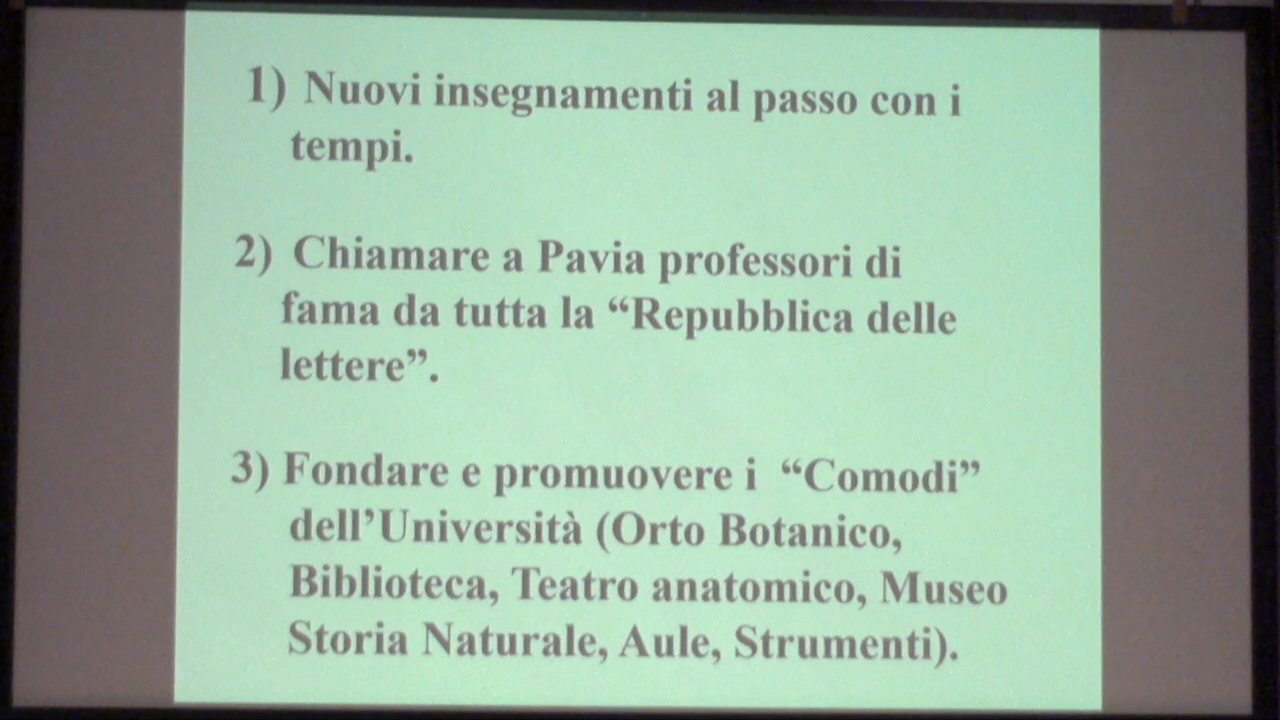 1) Nuovi insegnamenti al passo con i
tempi.
2) Chiamare a Pavia professori di
fama da tutta la “Repubblica delle
lettere”.
3) Fondare e promuovere i “Comodi”
dell’Università (Orto Botanico,
Biblioteca, Teatro anatomico, Museo
Storia Naturale, Aule, Strumenti).